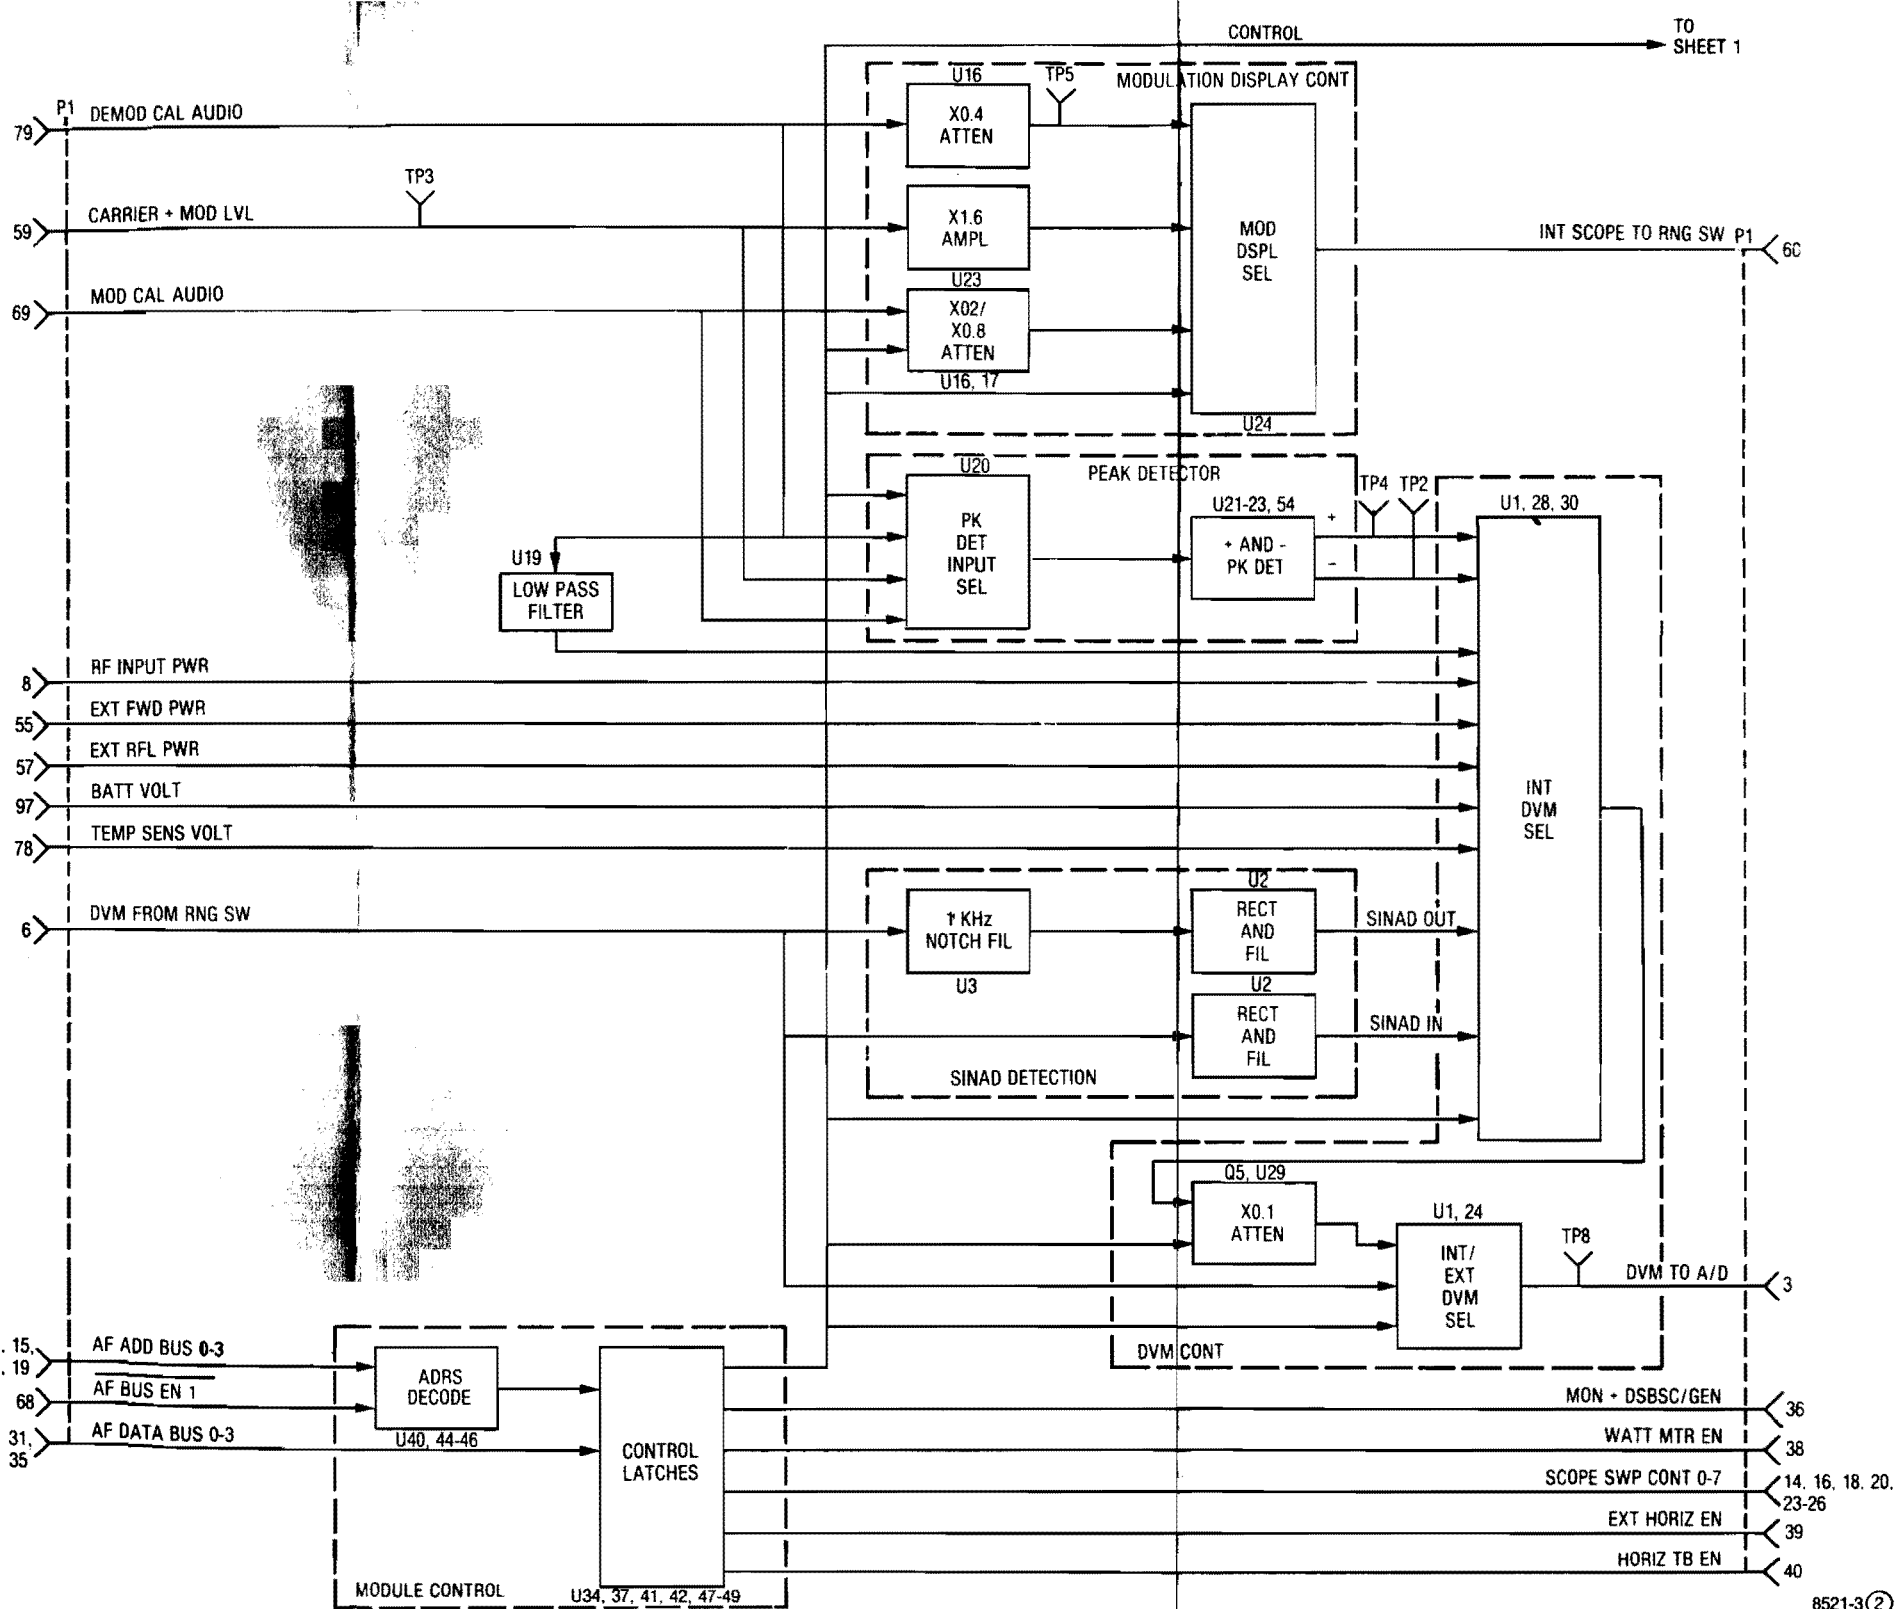 CONTROL
TO
SHEET 1
U16
TP5
MODULATION DISPLAY CONT
P1
79
DEMOD CAL AUDIO
X0.4
ATTEN
TP3
59
CARRIER + MOD LVL
X1.6
AMPL
MOD
DSPL
SEL
INT SCOPE TO RNG SW
P1
60
U23
69
MOD CAL AUDIO
X02/
X0.8
ATTEN
U16, 17
U24
U20
PEAK DETECTOR
TP4
TP2
U21-23, 54
U1, 28, 30
PK
DET
INPUT
SEL
+
+ AND -
PK DET
-
U19
LOW PASS
FILTER
8
RF INPUT PWR
55
EXT FWD PWR
57
EXT RFL PWR
97
BATT VOLT
78
TEMP SENS VOLT
INT
DVM
SEL
6
DVM FROM RNG SW
1 KHz
NOTCH FIL
U3
U2
RECT
AND
FIL
SINAD OUT
U2
RECT
AND
FIL
SINAD IN
SINAD DETECTION
Q5, U29
X0.1
ATTEN
U1, 24
INT/
EXT
DVM
SEL
TP8
DVM TO A/D
3
DVM CONT
. 15,
. 19
AF ADD BUS 0-3
68
AF BUS EN 1
31,
35
AF DATA BUS 0-3
ADRS
DECODE
U40, 44-46
CONTROL
LATCHES
MODULE CONTROL
U34, 37, 41, 42, 47-49
MON + DSBSC/GEN
36
WATT MTR EN
38
SCOPE SWP CONT 0-7
14, 16, 18, 20,
23-26
EXT HORIZ EN
39
HORIZ TB EN
40
8521-3②